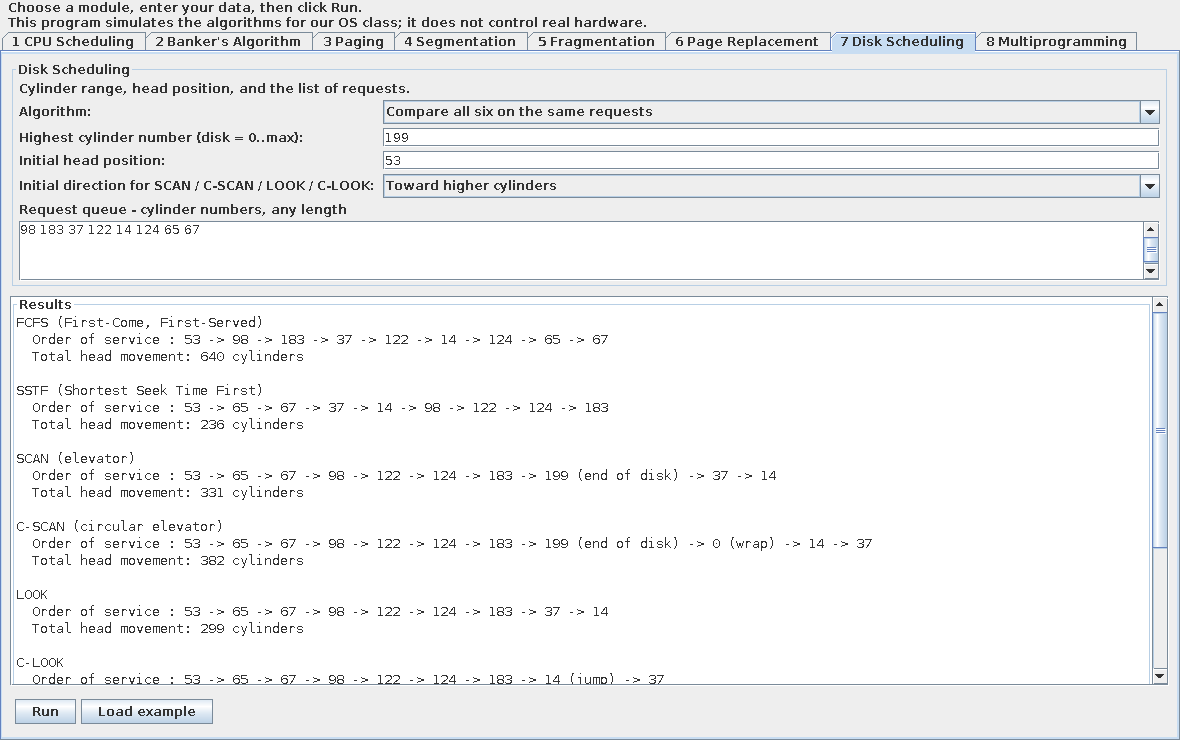 Choose a module, enter your data, then click Run.
This program simulates the algorithms for our OS class; it does not control real hardware.
1 CPU Scheduling 2 Banker's Algorithm 3 Paging 4 Segmentation 5 Fragmentation 6 Page Replacement 7 Disk Scheduling 8 Multiprogramming
Disk Scheduling
Cylinder range, head position, and the list of requests.
Algorithm: Compare all six on the same requests
Highest cylinder number (disk = 0..max): 199
Initial head position: 53
Initial direction for SCAN / C-SCAN / LOOK / C-LOOK: Toward higher cylinders
Request queue - cylinder numbers, any length
98 183 37 122 14 124 65 67
Results
FCFS (First-Come, First-Served)
Order of service : 53 -> 98 -> 183 -> 37 -> 122 -> 14 -> 124 -> 65 -> 67
Total head movement: 640 cylinders
SSTF (Shortest Seek Time First)
Order of service : 53 -> 65 -> 67 -> 37 -> 14 -> 98 -> 122 -> 124 -> 183
Total head movement: 236 cylinders
SCAN (elevator)
Order of service : 53 -> 65 -> 67 -> 98 -> 122 -> 124 -> 183 -> 199 (end of disk) -> 37 -> 14
Total head movement: 331 cylinders
C-SCAN (circular elevator)
Order of service : 53 -> 65 -> 67 -> 98 -> 122 -> 124 -> 183 -> 199 (end of disk) -> 0 (wrap) -> 14 -> 37
Total head movement: 382 cylinders
LOOK
Order of service : 53 -> 65 -> 67 -> 98 -> 122 -> 124 -> 183 -> 37 -> 14
Total head movement: 299 cylinders
C-LOOK
Order of service : 53 -> 65 -> 67 -> 98 -> 122 -> 124 -> 183 -> 14 (jump) -> 37
Run Load example